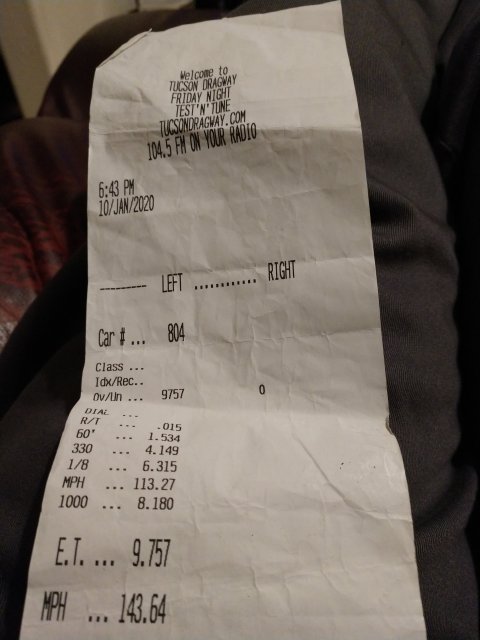 Welcome to
TUCSON DRAGWAY
FRIDAY NIGHT
TEST'N'TUNE
TUCSONDRAGWAY.COM
104.5 FM ON YOUR RADIO
6:43 PM
10/JAN/2020
--------- LEFT ............ RIGHT
Car # ... 804
Class ...
Idx/Rec..
Ov/Un ... 9757 0
DIAL ...
R/T ... .015
60' ... 1.534
330 ... 4.149
1/8 ... 6.315
MPH ... 113.27
1000 ... 8.180
E.T. ... 9.757
MPH ... 143.64